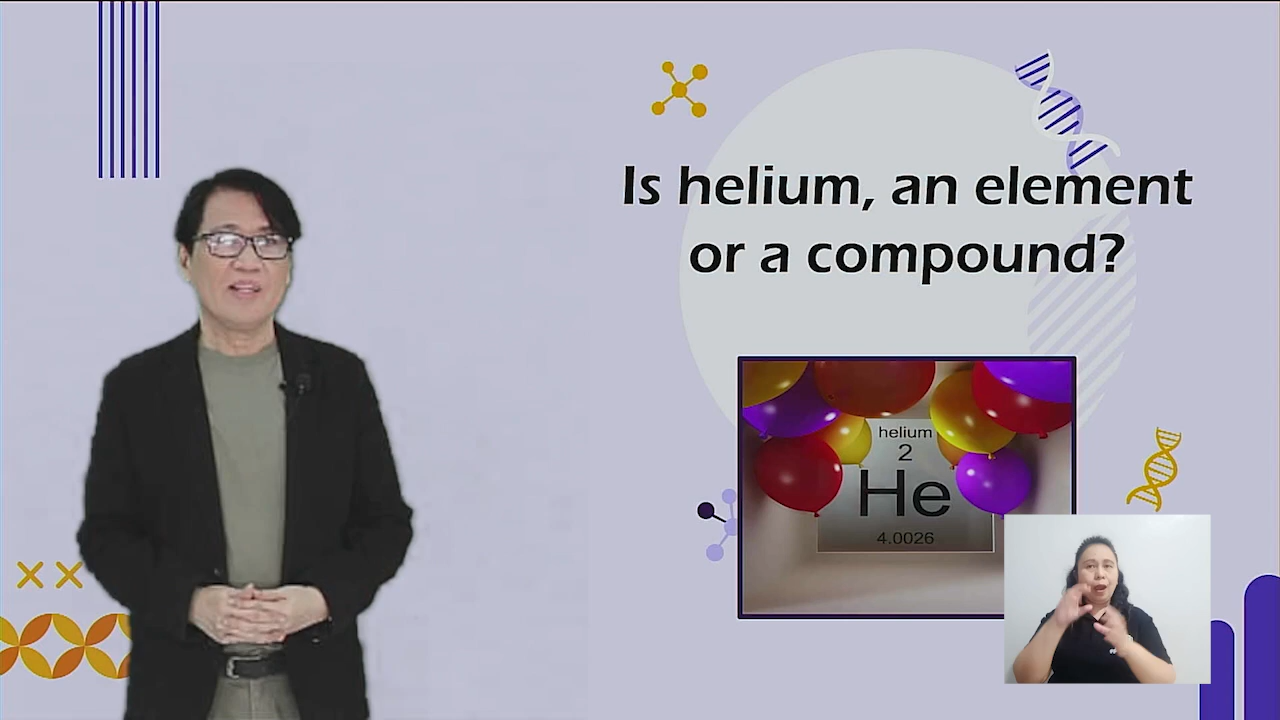 Is helium, an element
or a compound?
helium
2
He
4.0026